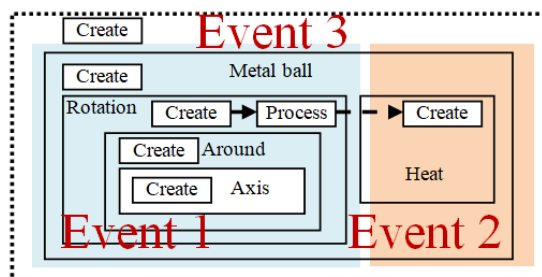 Create
Event 3
Create
Metal ball
Rotation
Create
Process
Create
Create
Around
Create
Axis
Heat
Event 1
Event 2